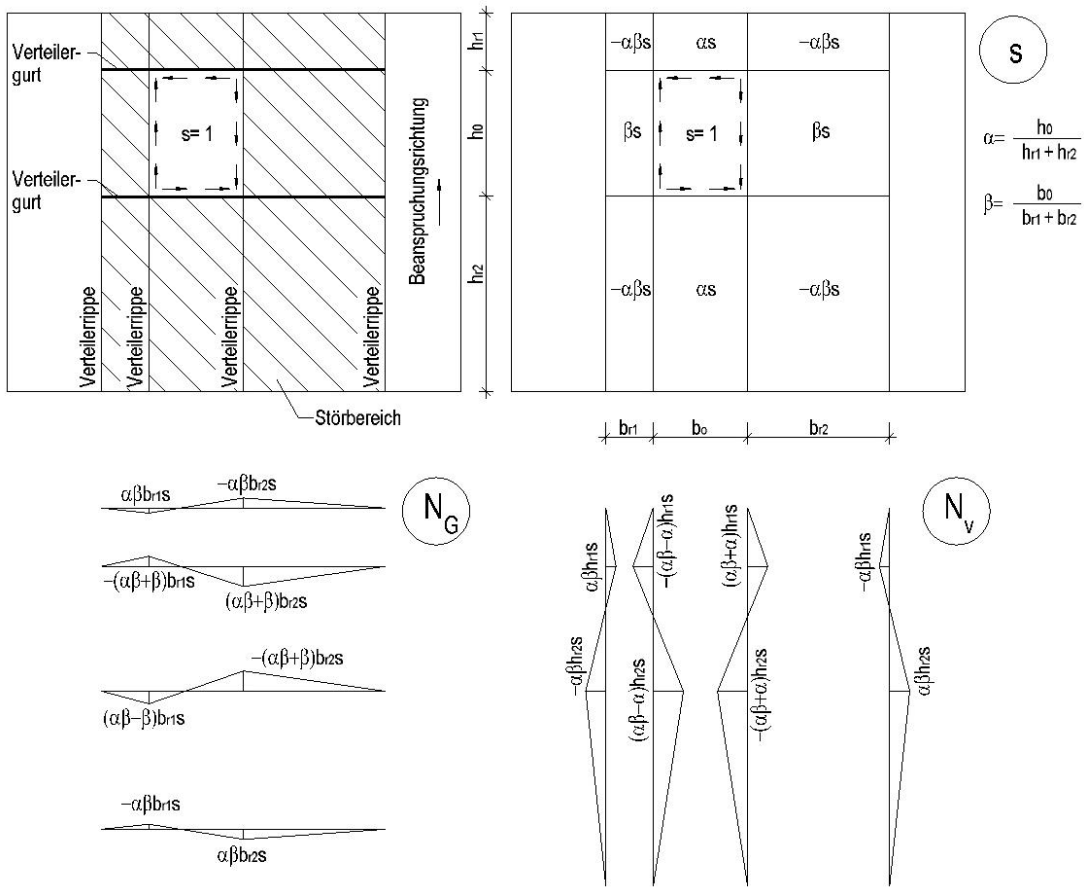 Verteiler-
gurt
Verteiler-
gurt
s= 1
Verteilerrippe
Verteilerrippe
Verteilerrippe
Verteilerrippe
Störbereich
Beanspruchungsrichtung
hr1
h0
hr2
-αβs
αs
-αβs
βs
s= 1
βs
-αβs
αs
-αβs
br1
bo
br2
s
α= h0
hr1 + hr2
β= bo
br1 + br2
αβbr1s
-αβbr2s
-(αβ+β)br1s
(αβ+β)br2s
-(αβ+β)br2s
(αβ-β)br1s
-αβbr1s
αβbr2s
NG
αβhr1s
-(αβ-α)hr1s
(αβ+α)hr1s
-αβhr1s
-αβhr2s
(αβ-α)hr2s
-(αβ+α)hr2s
αβhr2s
Nv